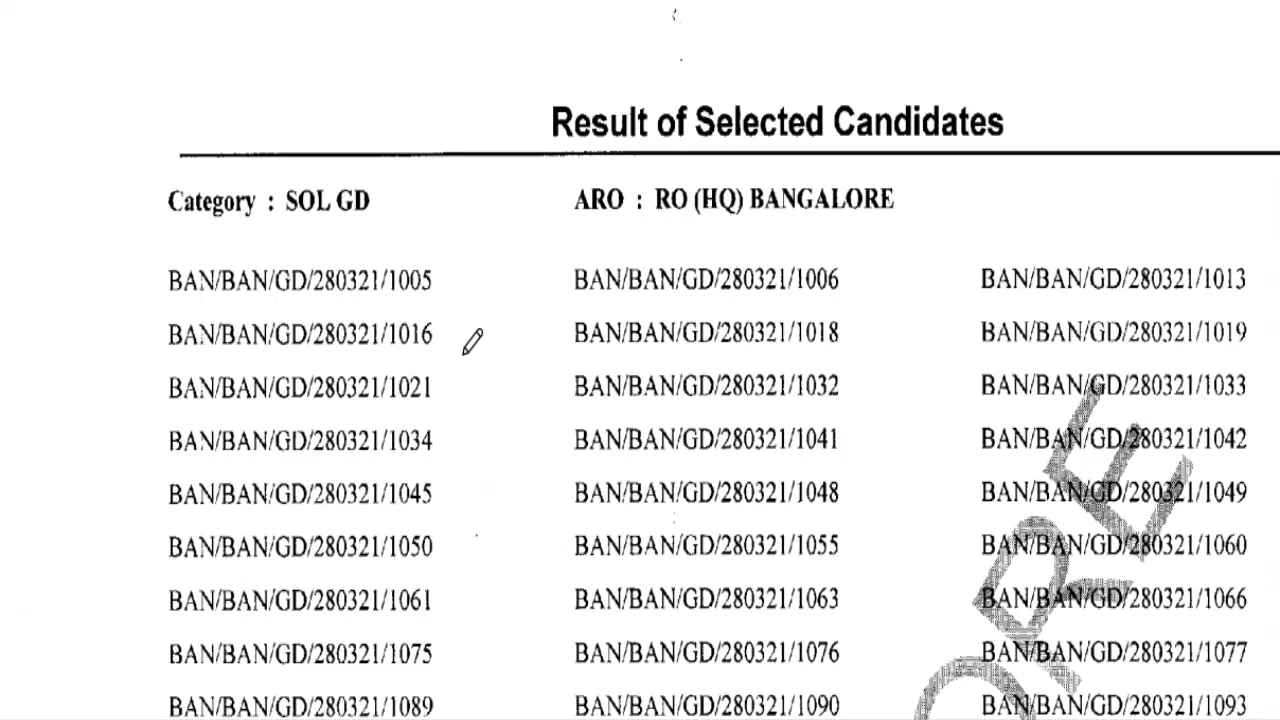 Result of Selected Candidates
Category : SOL GD ARO : RO (HQ) BANGALORE
BAN/BAN/GD/280321/1005 BAN/BAN/GD/280321/1006 BAN/BAN/GD/280321/1013
BAN/BAN/GD/280321/1016 BAN/BAN/GD/280321/1018 BAN/BAN/GD/280321/1019
BAN/BAN/GD/280321/1021 BAN/BAN/GD/280321/1032 BAN/BAN/GD/280321/1033
BAN/BAN/GD/280321/1034 BAN/BAN/GD/280321/1041 BAN/BAN/GD/280321/1042
BAN/BAN/GD/280321/1045 BAN/BAN/GD/280321/1048 BAN/BAN/GD/280321/1049
BAN/BAN/GD/280321/1050 BAN/BAN/GD/280321/1055 BAN/BAN/GD/280321/1060
BAN/BAN/GD/280321/1061 BAN/BAN/GD/280321/1063 BAN/BAN/GD/280321/1066
BAN/BAN/GD/280321/1075 BAN/BAN/GD/280321/1076 BAN/BAN/GD/280321/1077
BAN/BAN/GD/280321/1089 BAN/BAN/GD/280321/1090 BAN/BAN/GD/280321/1093
ORE